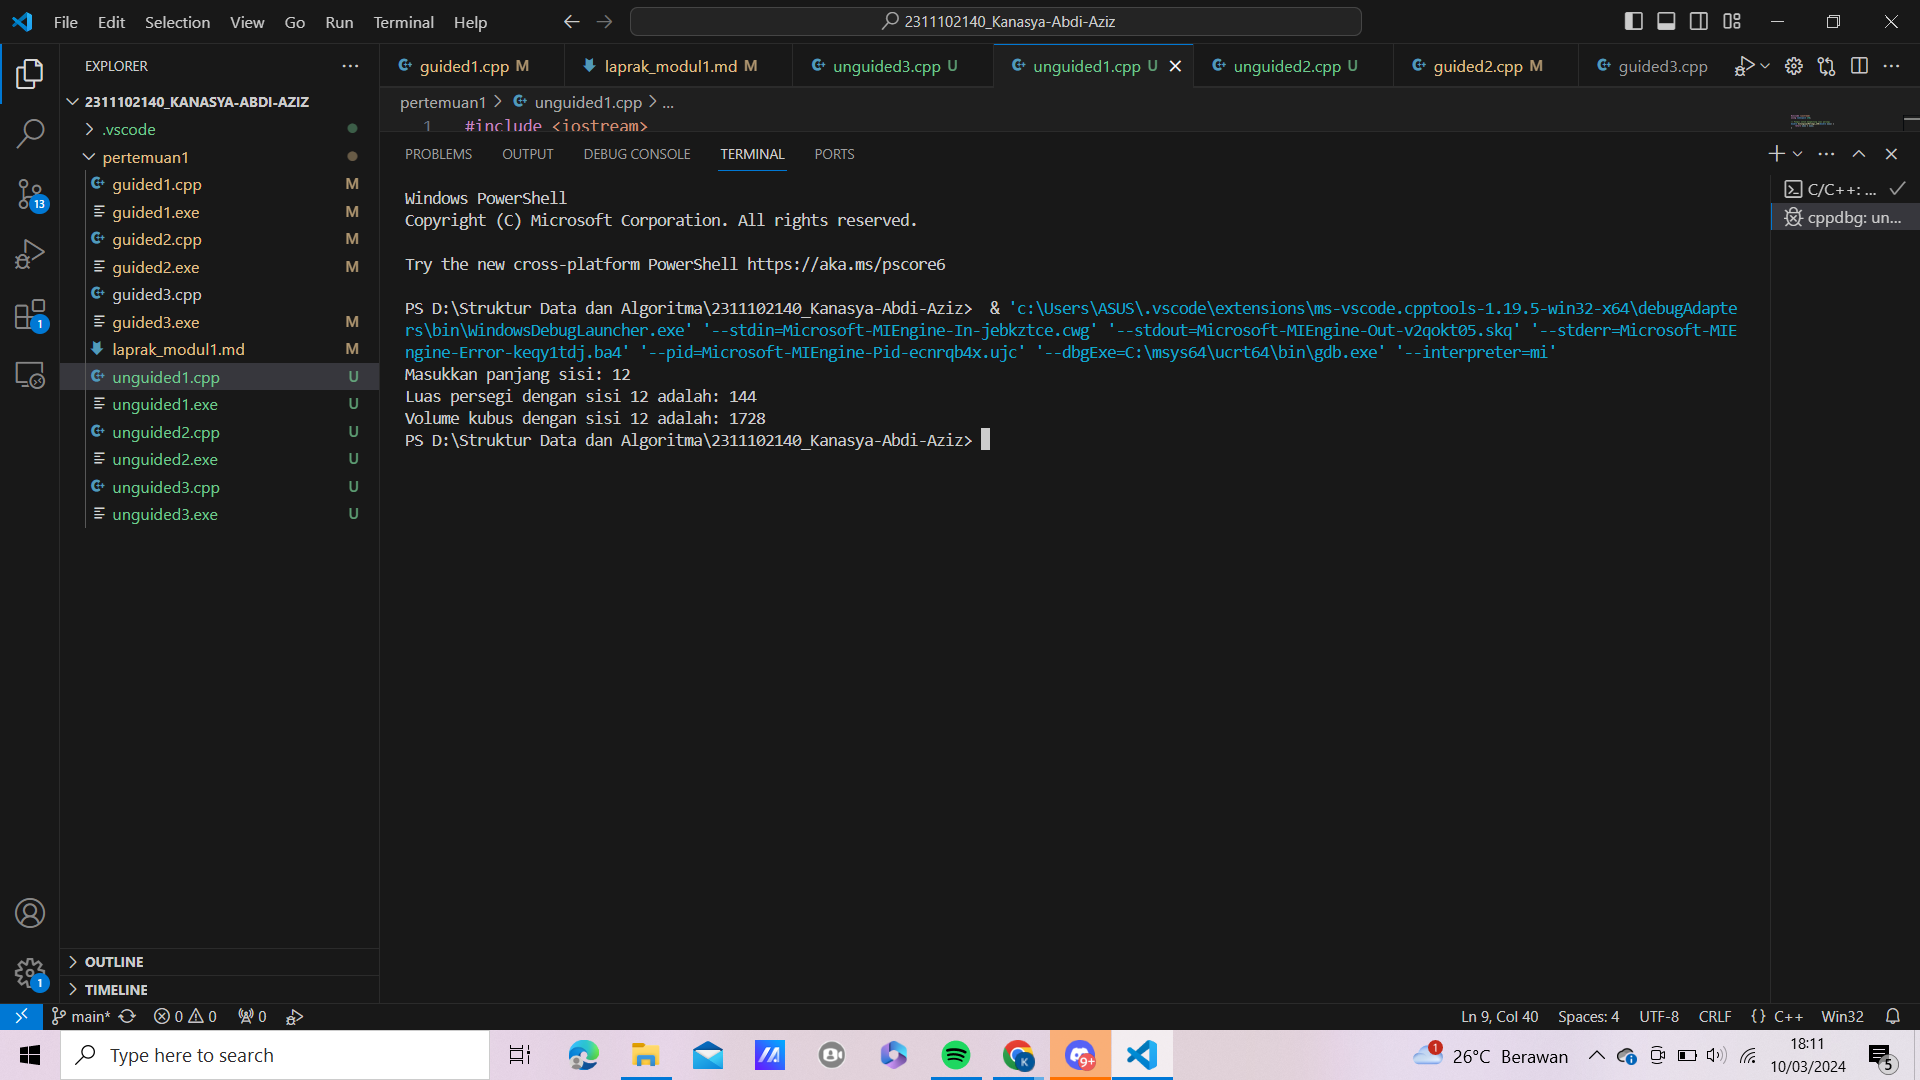 File Edit Selection View Go Run Terminal Help
2311102140_Kanasya-Abdi-Aziz
EXPLORER
guided1.cpp M
laprak_modul1.md M
unguided3.cpp U
unguided1.cpp U
unguided2.cpp U
guided2.cpp M
guided3.cpp
2311102140_KANASYA-ABDI-AZIZ
.vscode
pertemuan1
guided1.cpp M
guided1.exe M
guided2.cpp M
guided2.exe M
guided3.cpp
guided3.exe M
laprak_modul1.md M
unguided1.cpp U
unguided1.exe U
unguided2.cpp U
unguided2.exe U
unguided3.cpp U
unguided3.exe U
13
1
1
OUTLINE
TIMELINE
pertemuan1 > unguided1.cpp > ...
1 #include <iostream>
PROBLEMS OUTPUT DEBUG CONSOLE TERMINAL PORTS
C/C++: ...
cppdbg: un...
Windows PowerShell
Copyright (C) Microsoft Corporation. All rights reserved.
Try the new cross-platform PowerShell https://aka.ms/pscore6
PS D:\Struktur Data dan Algoritma\2311102140_Kanasya-Abdi-Aziz>  & 'c:\Users\ASUS\.vscode\extensions\ms-vscode.cpptools-1.19.5-win32-x64\debugAdapte
rs\bin\WindowsDebugLauncher.exe' '--stdin=Microsoft-MIEngine-In-jebkztce.cwg' '--stdout=Microsoft-MIEngine-Out-v2qokt05.skq' '--stderr=Microsoft-MIE
ngine-Error-keqy1tdj.ba4' '--pid=Microsoft-MIEngine-Pid-ecnrqb4x.ujc' '--dbgExe=C:\msys64\ucrt64\bin\gdb.exe' '--interpreter=mi'
Masukkan panjang sisi: 12
Luas persegi dengan sisi 12 adalah: 144
Volume kubus dengan sisi 12 adalah: 1728
PS D:\Struktur Data dan Algoritma\2311102140_Kanasya-Abdi-Aziz>
main* 0 0 0
Ln 9, Col 40 Spaces: 4 UTF-8 CRLF {} C++ Win32
Type here to search
K
9+
1
26°C Berawan
18:11
10/03/2024
5